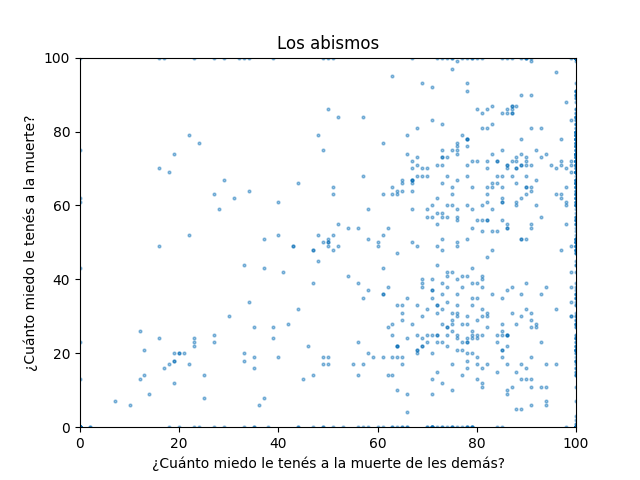 Los abismos
100
80
60
40
20
0
¿Cuánto miedo le tenés a la muerte?
0 20 40 60 80 100
¿Cuánto miedo le tenés a la muerte de les demás?